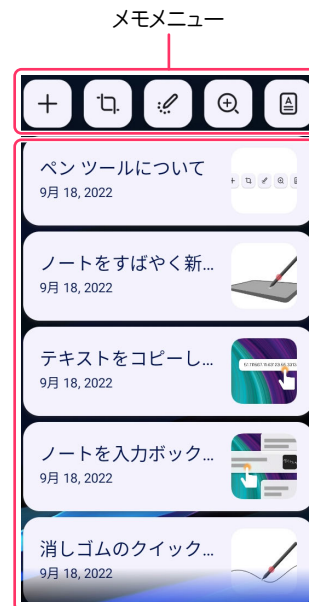 メモメニュー
ペン ツールについて
9月 18, 2022
ノートをすばやく新...
9月 18, 2022
テキストをコピーし...
9月 18, 2022
ノートを入力ボック...
9月 18, 2022
消しゴムのクイック...
9月 18, 2022